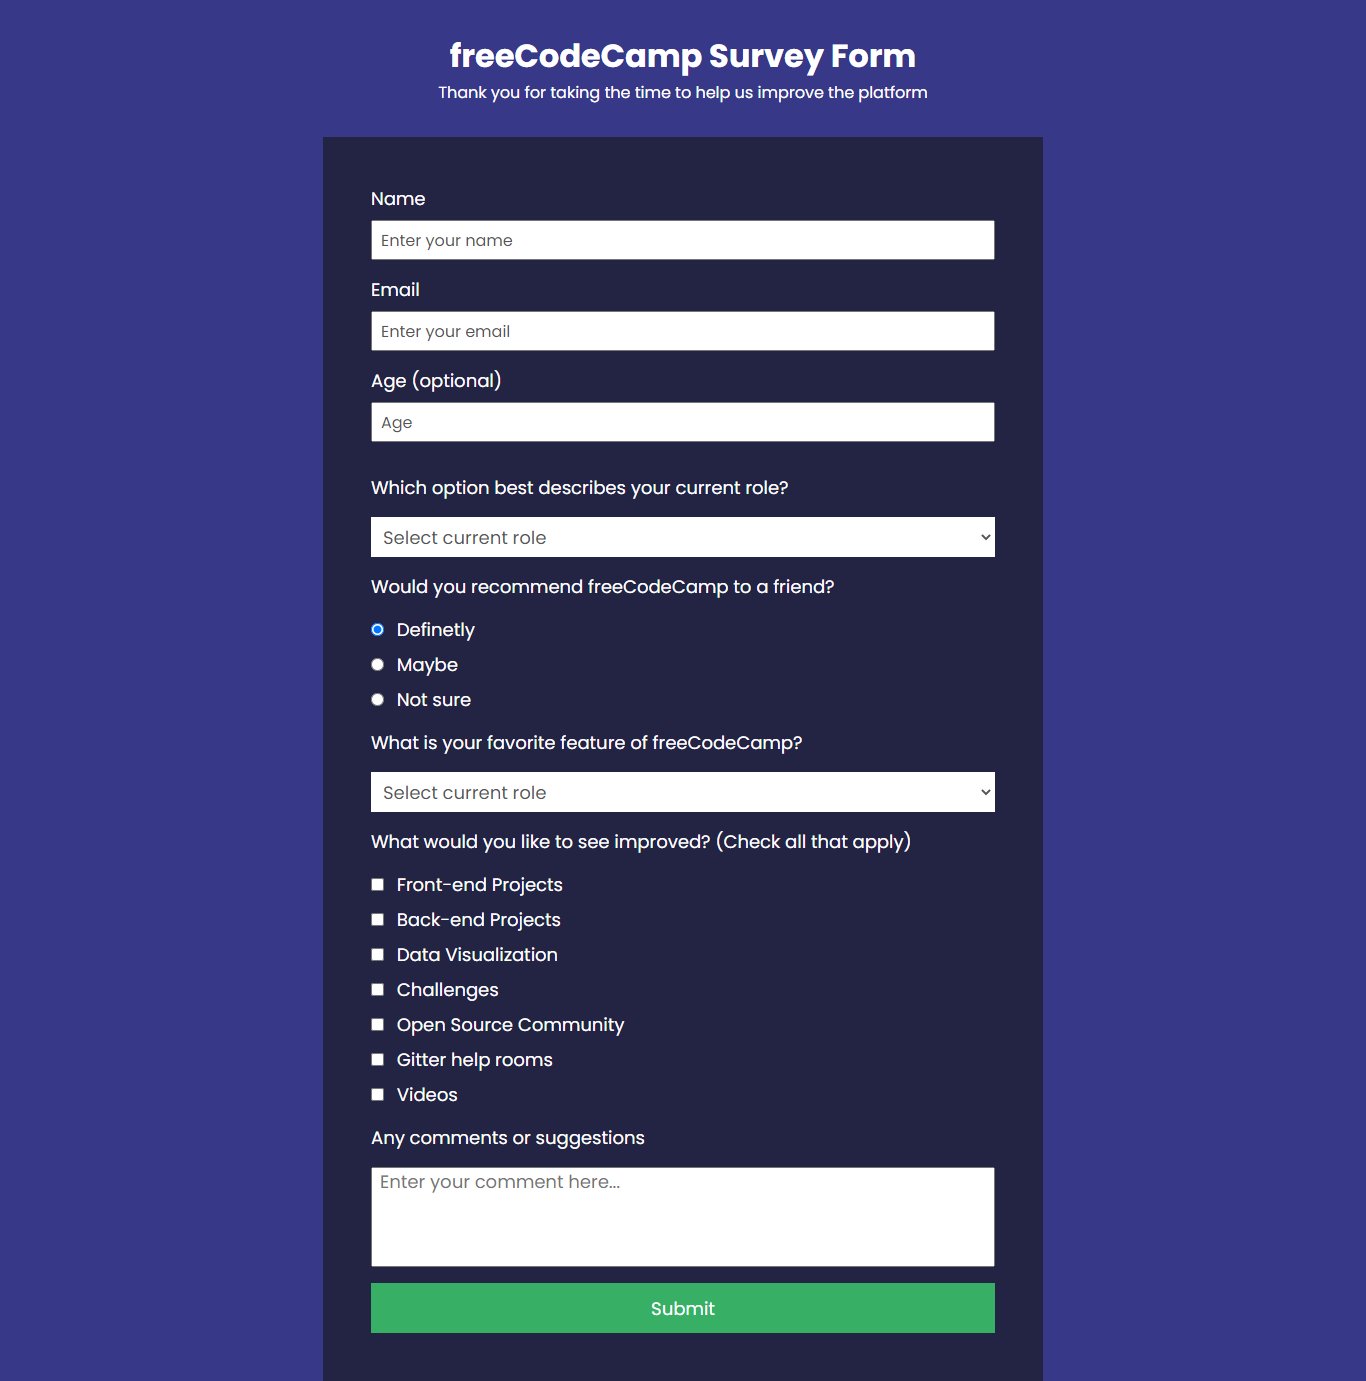 freeCodeCamp Survey Form
Thank you for taking the time to help us improve the platform
Name
Enter your name
Email
Enter your email
Age (optional)
Age
Which option best describes your current role?
Select current role
Would you recommend freeCodeCamp to a friend?
Definetly
Maybe
Not sure
What is your favorite feature of freeCodeCamp?
Select current role
What would you like to see improved? (Check all that apply)
Front-end Projects
Back-end Projects
Data Visualization
Challenges
Open Source Community
Gitter help rooms
Videos
Any comments or suggestions
Enter your comment here...
Submit